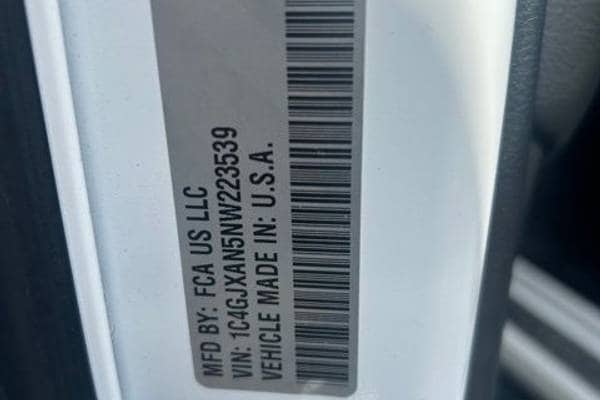 MFD BY: FCA US LLC
VIN: 1C4GJXAN5NW223539
VEHICLE MADE IN: U.S.A.